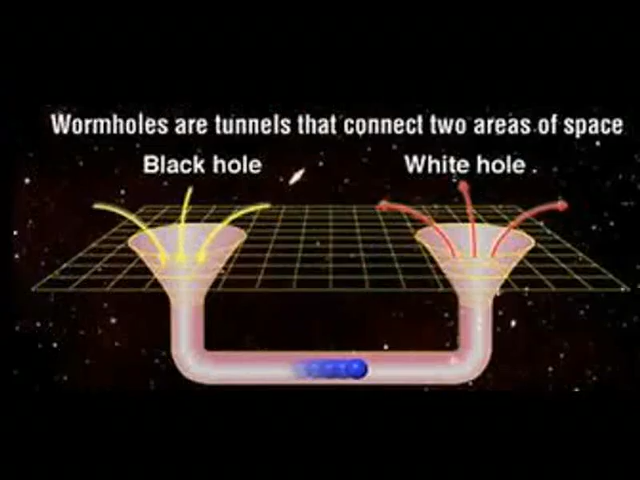 Wormholes are tunnels that connect two areas of space
Black hole
White hole